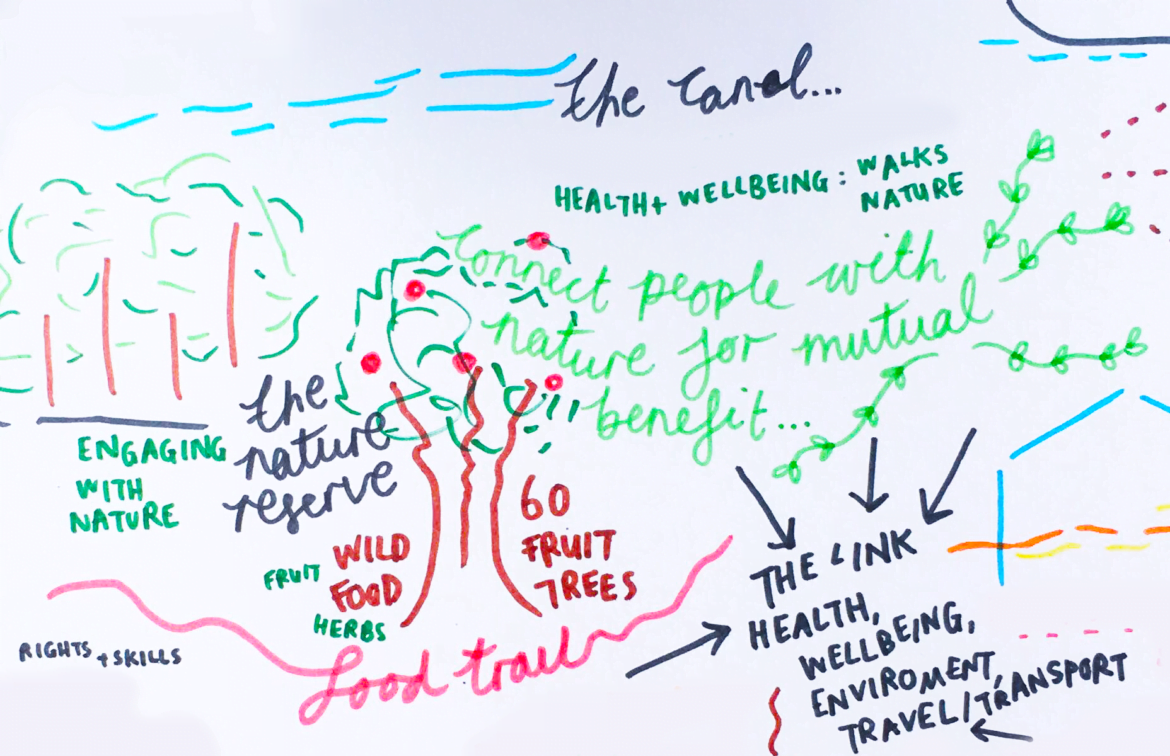 the Canal...
HEALTH + WELLBEING : WALKS
NATURE
Connect people with
nature for mutual
benefit...
the
nature
reserve
ENGAGING
WITH
NATURE
60
FRUIT
TREES
WILD
FOOD
FRUIT
HERBS
food trail
RIGHTS + SKILLS
THE LINK
HEALTH,
WELLBEING,
ENVIROMENT,
TRAVEL/TRANSPORT